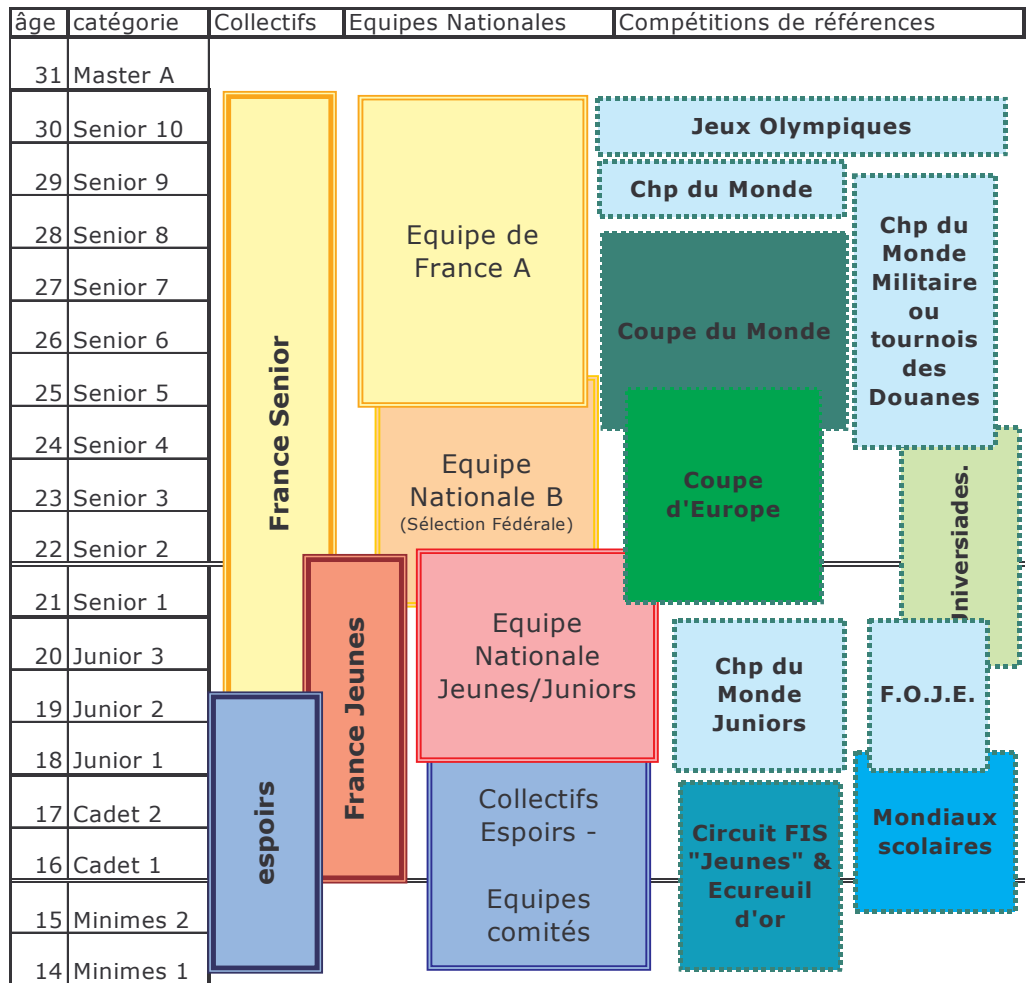 âge catégorie Collectifs Equipes Nationales Compétitions de références
31 Master A
30 Senior 10
29 Senior 9
28 Senior 8
27 Senior 7
26 Senior 6
25 Senior 5
24 Senior 4
23 Senior 3
22 Senior 2
21 Senior 1
20 Junior 3
19 Junior 2
18 Junior 1
17 Cadet 2
16 Cadet 1
15 Minimes 2
14 Minimes 1
France Senior
France Jeunes
espoirs
Equipe de
France A
Equipe
Nationale B
(Sélection Fédérale)
Equipe
Nationale
Jeunes/Juniors
Collectifs
Espoirs -
Equipes
comités
Jeux Olympiques
Chp du Monde
Coupe du Monde
Coupe
d'Europe
Chp du
Monde
Militaire
ou
tournois
des
Douanes
Universiades.
Chp du
Monde
Juniors
F.O.J.E.
Circuit FIS
"Jeunes" &
Ecureuil
d'or
Mondiaux
scolaires